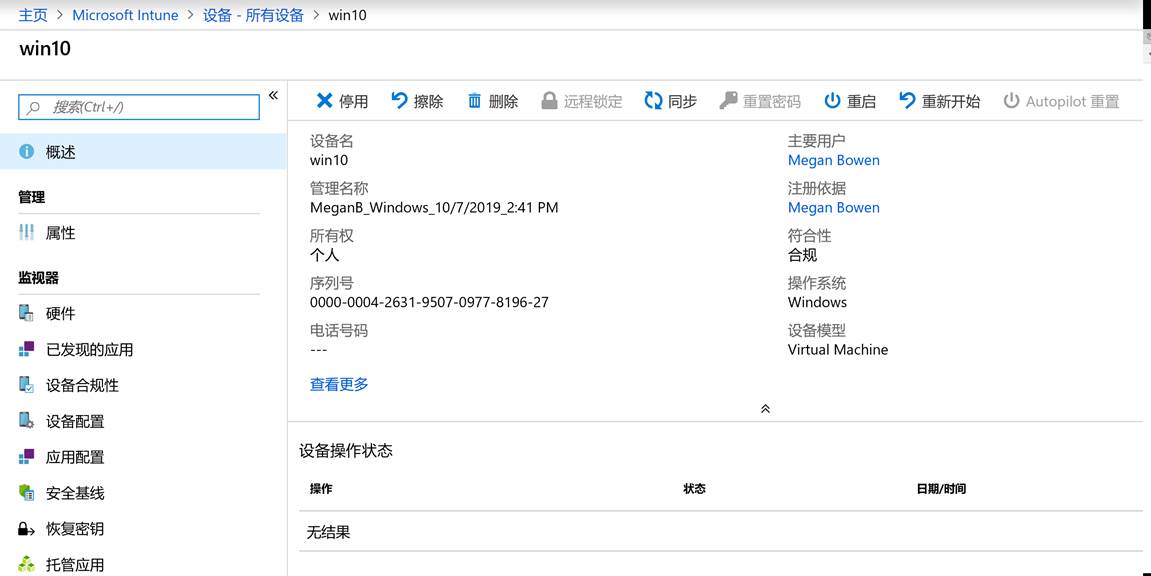 主页 > Microsoft Intune > 设备 - 所有设备 > win10
win10
搜索(Ctrl+/)
«
停用 擦除 删除 远程锁定 同步 重置密码 重启 重新开始 Autopilot 重置
概述
管理
属性
监视器
硬件
已发现的应用
设备合规性
设备配置
应用配置
安全基线
恢复密钥
托管应用
设备名
win10
管理名称
MeganB_Windows_10/7/2019_2:41 PM
所有权
个人
序列号
0000-0004-2631-9507-0977-8196-27
电话号码
---
查看更多
主要用户
Megan Bowen
注册依据
Megan Bowen
符合性
合规
操作系统
Windows
设备模型
Virtual Machine
设备操作状态
操作 状态 日期/时间
无结果